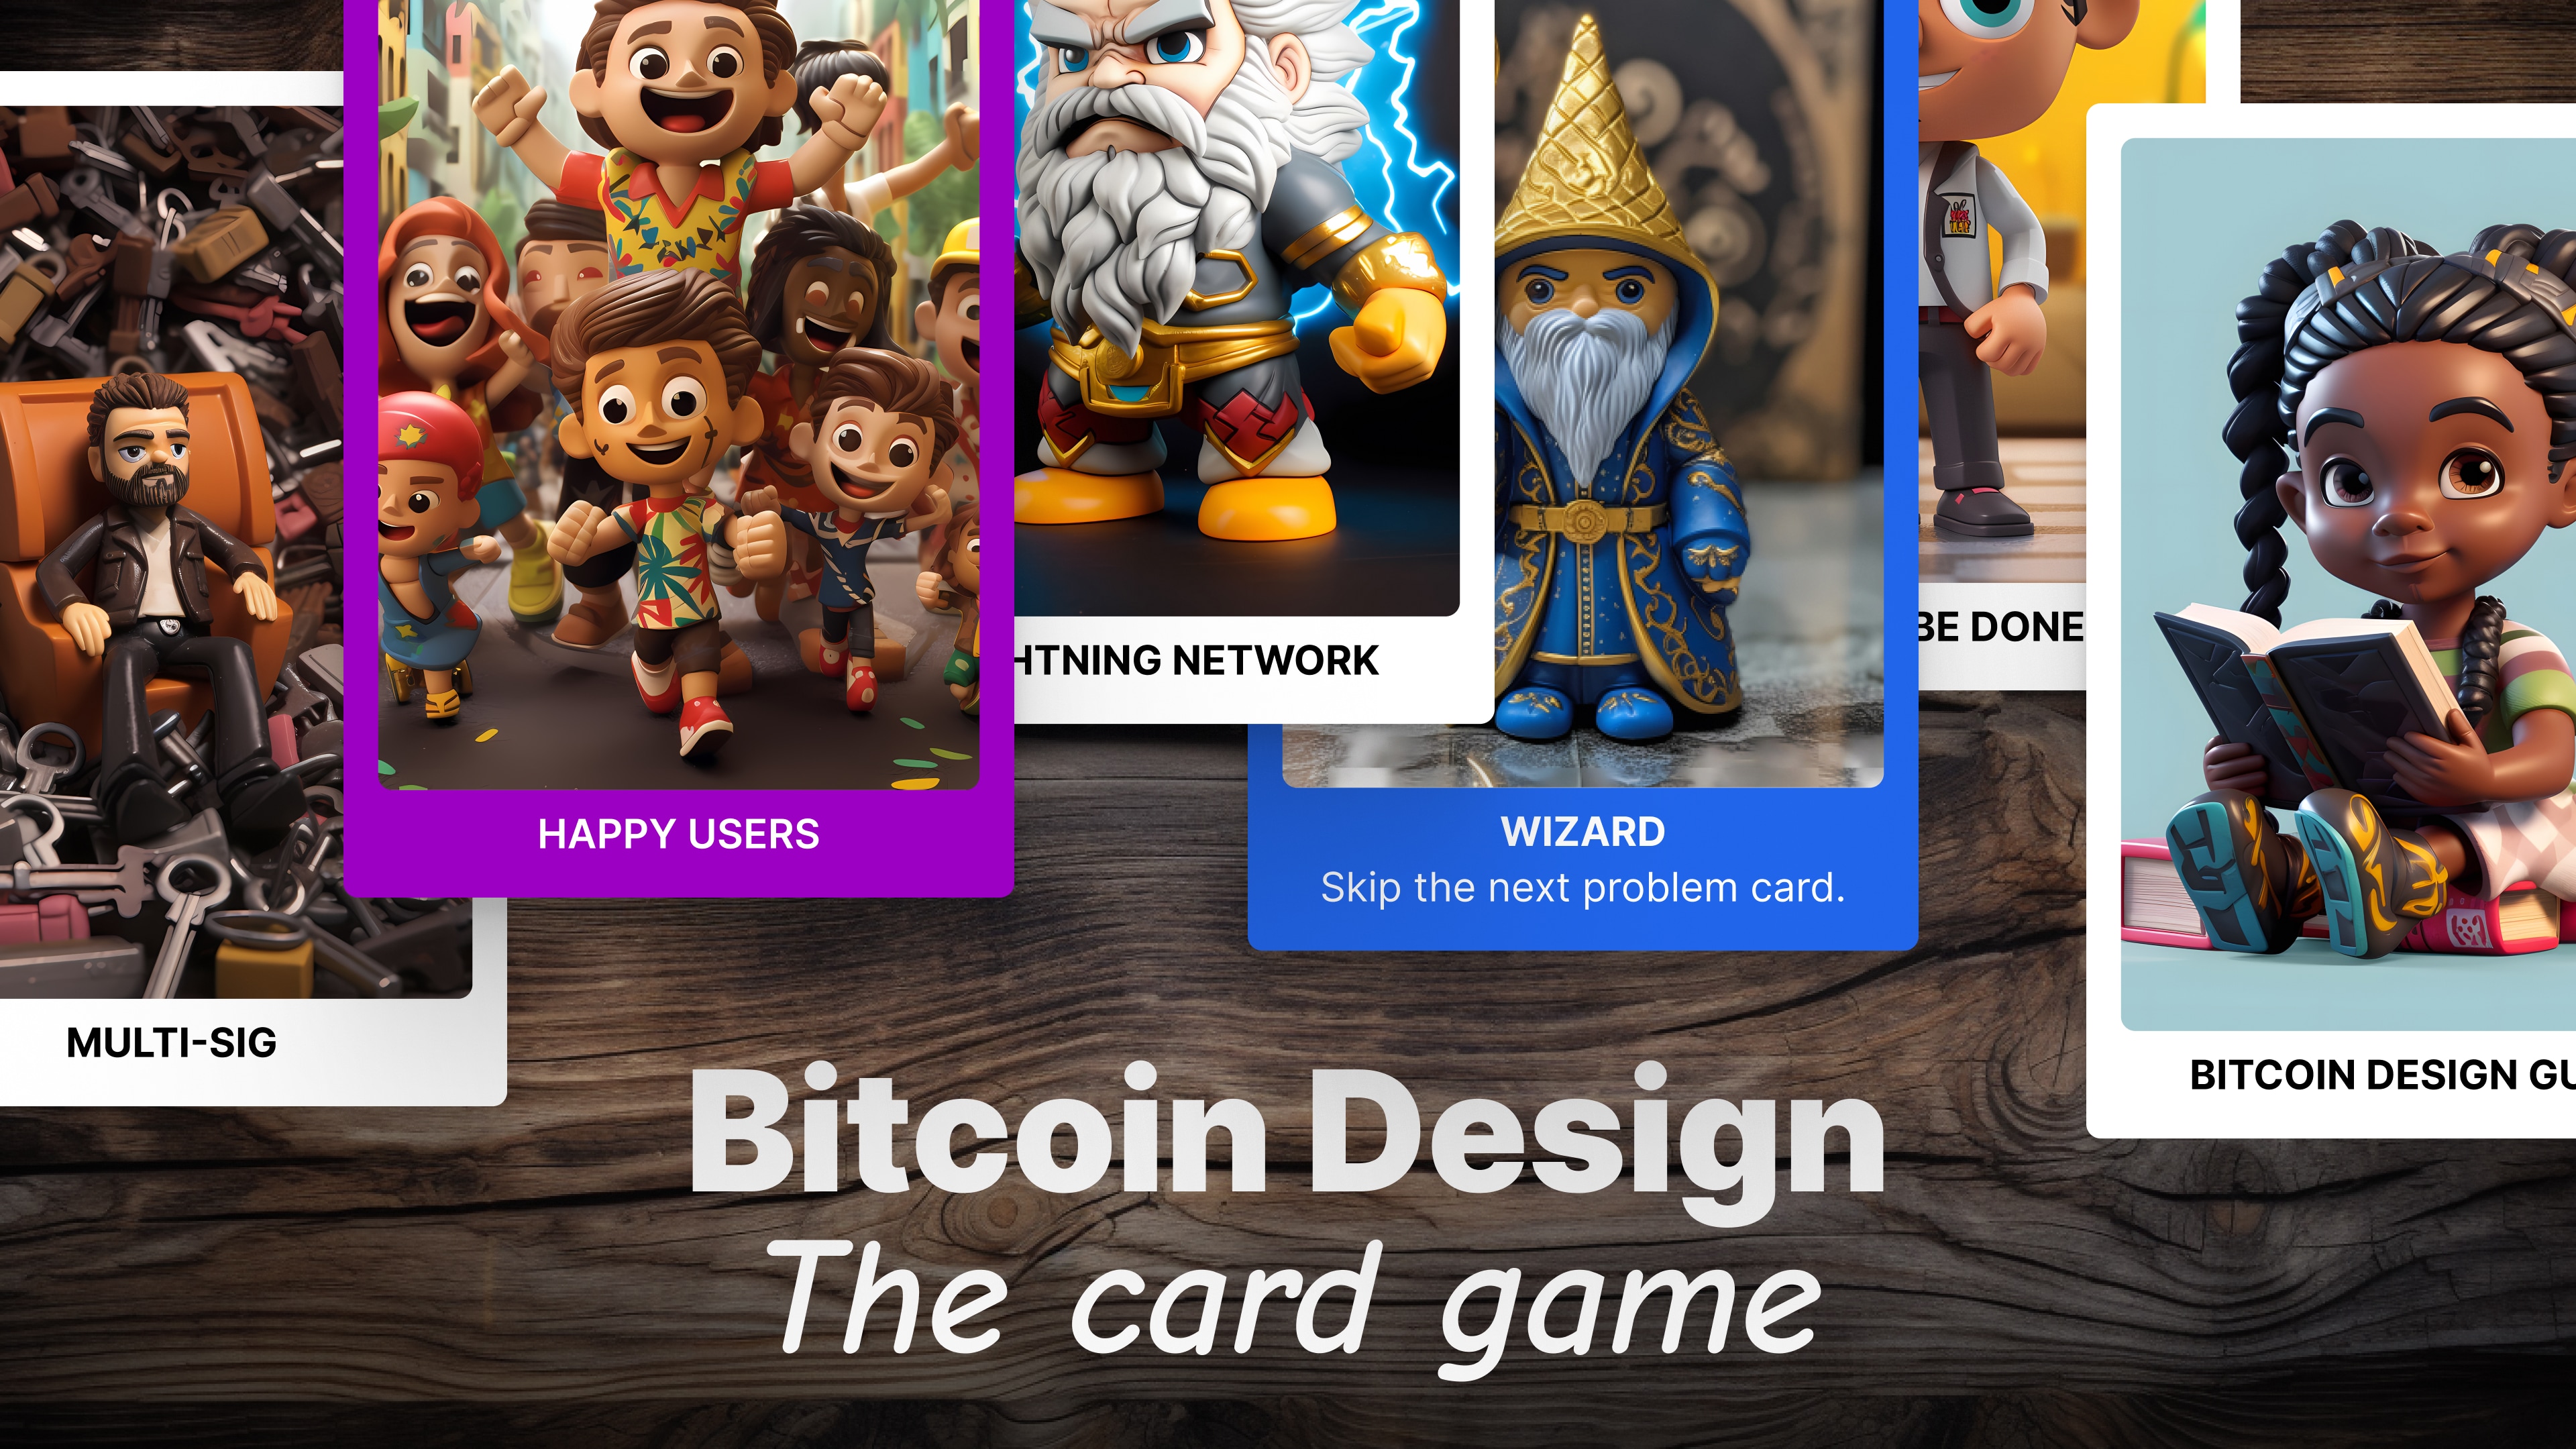 MULTI-SIG
HAPPY USERS
HTNING NETWORK
WIZARD
Skip the next problem card.
BE DONE
BITCOIN DESIGN GU
Bitcoin Design
The card game